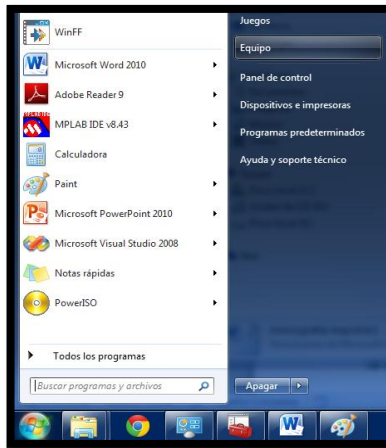 WinFF
Microsoft Word 2010
Adobe Reader 9
MPLAB IDE v8.43
Calculadora
Paint
Microsoft PowerPoint 2010
Microsoft Visual Studio 2008
Notas rápidas
PowerISO
Todos los programas
Buscar programas y archivos
Juegos
Equipo
Panel de control
Dispositivos e impresoras
Programas predeterminados
Ayuda y soporte técnico
Apagar